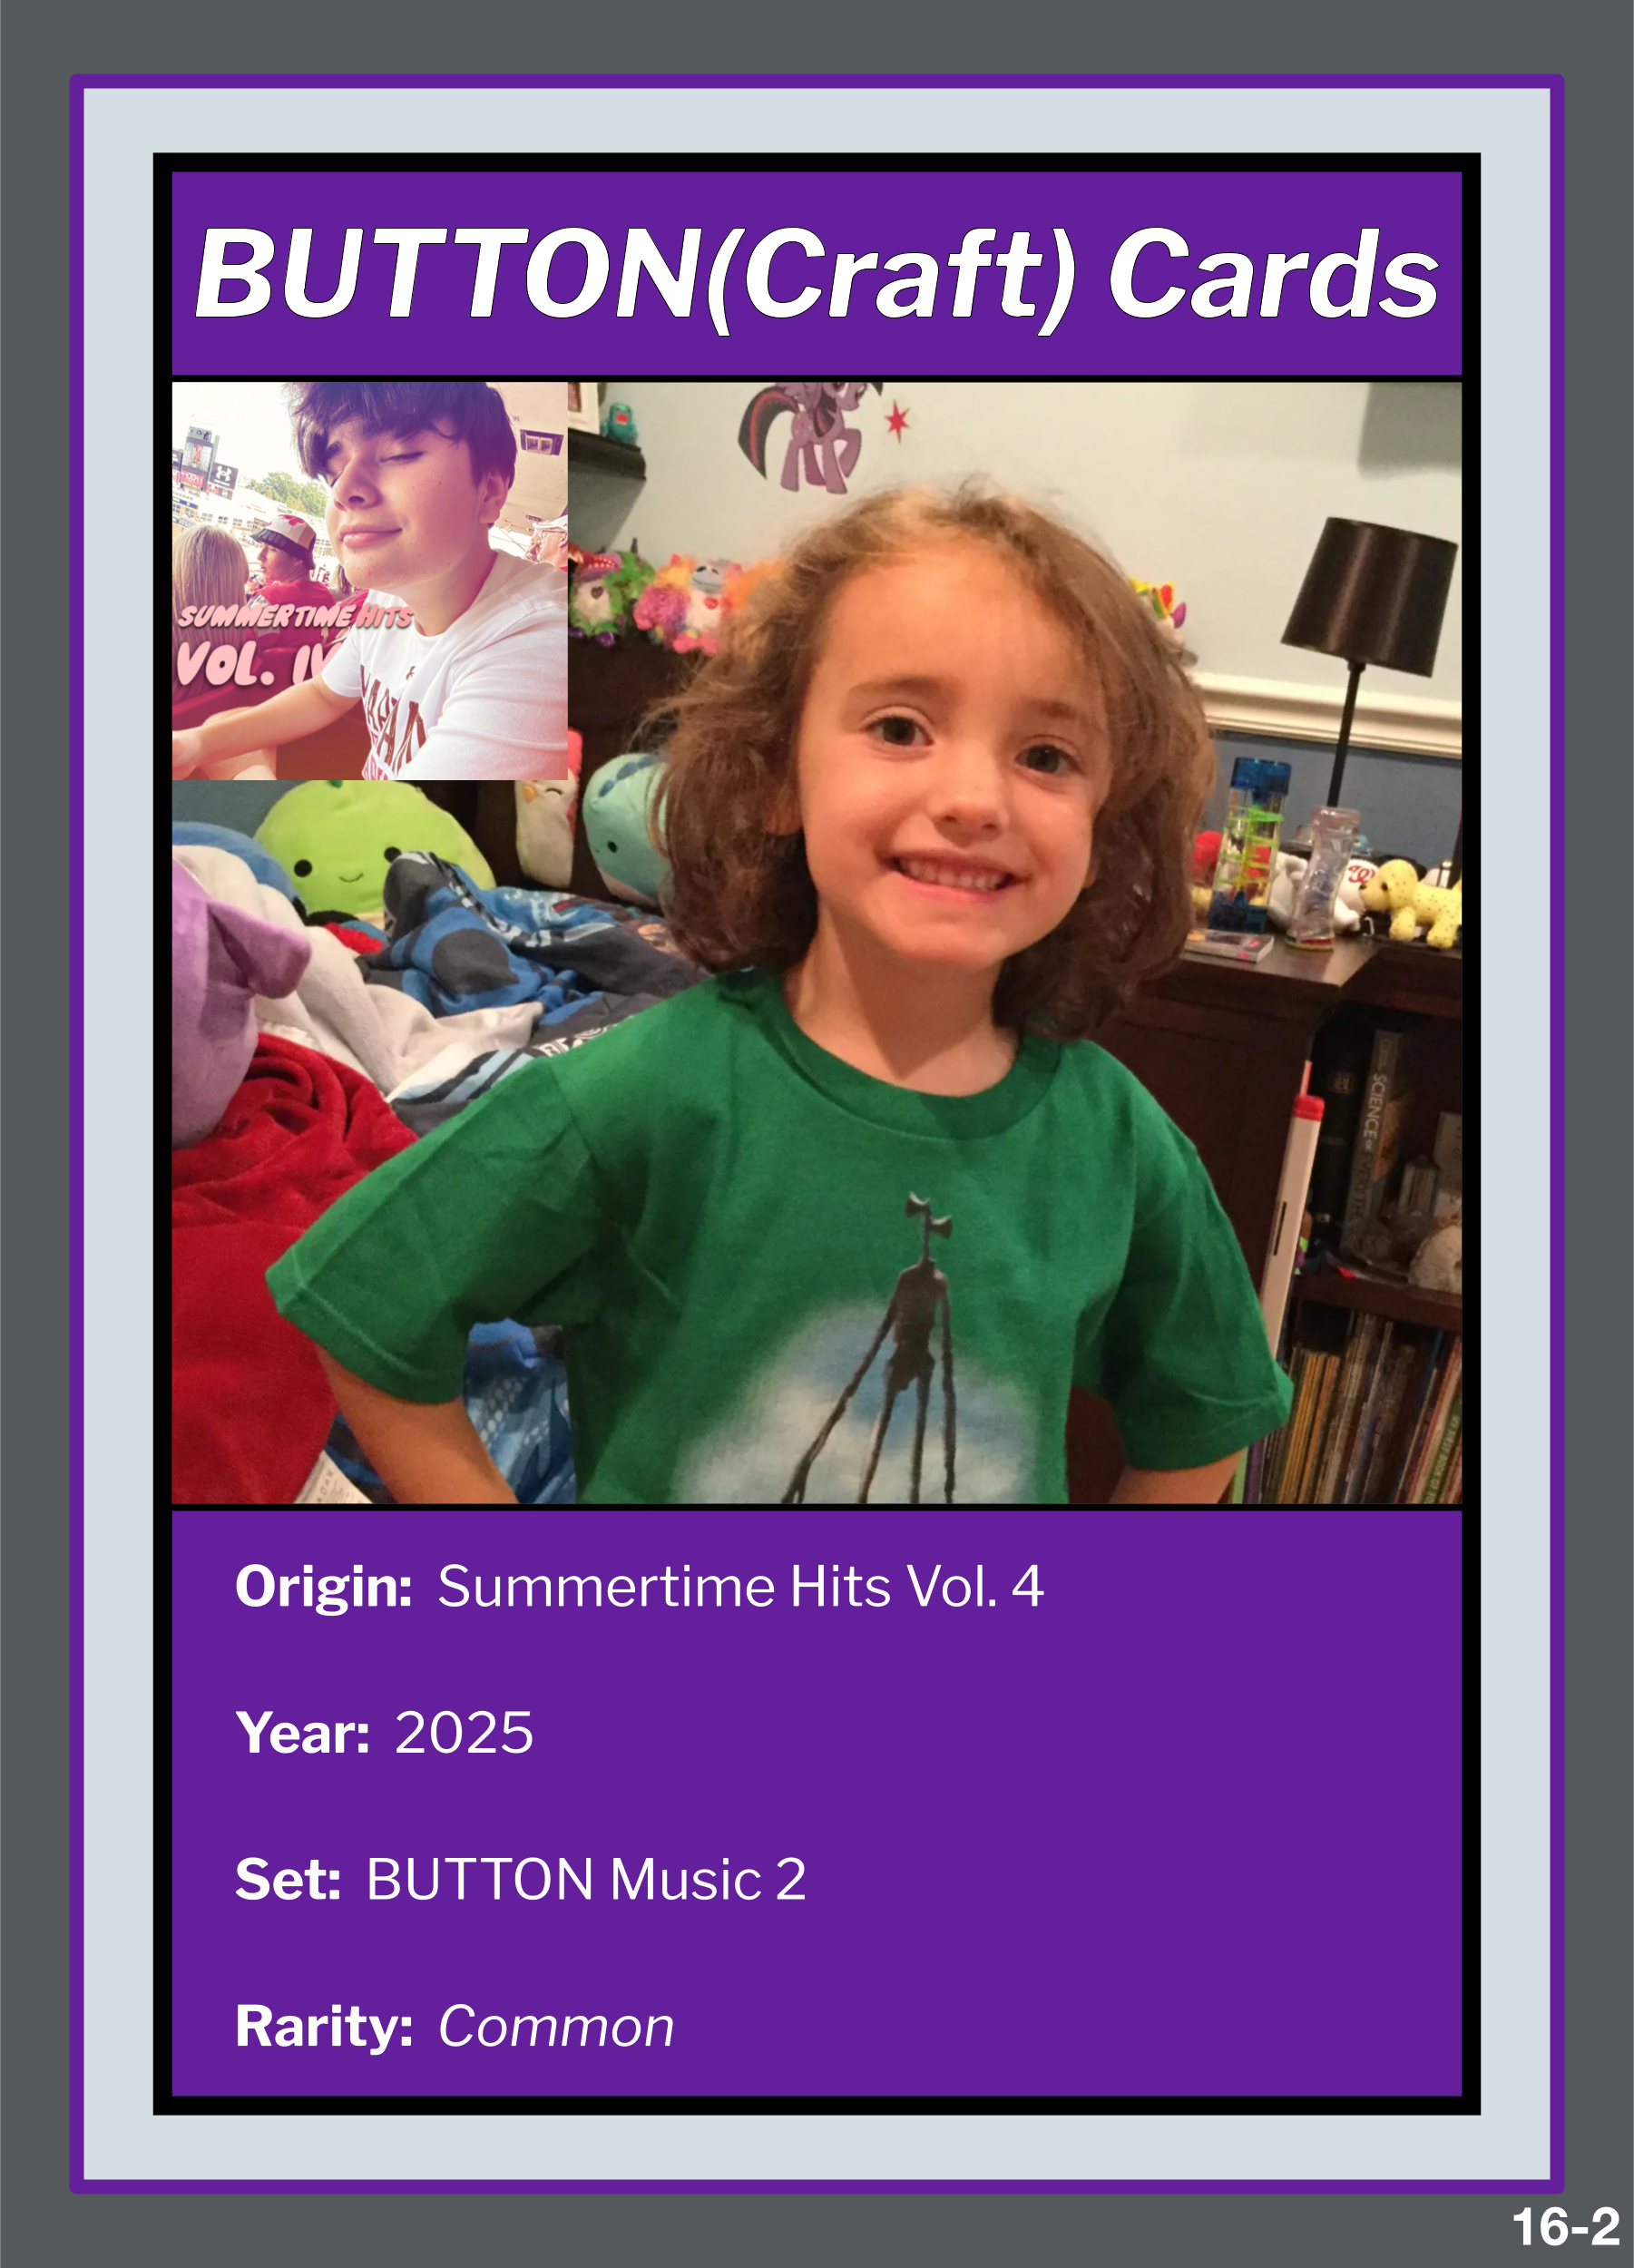 BUTTON(Craft) Cards
SUMMERTIME HITS
VOL. IV
Origin: Summertime Hits Vol. 4
Year: 2025
Set: BUTTON Music 2
Rarity: Common
SCIENCE
16-2